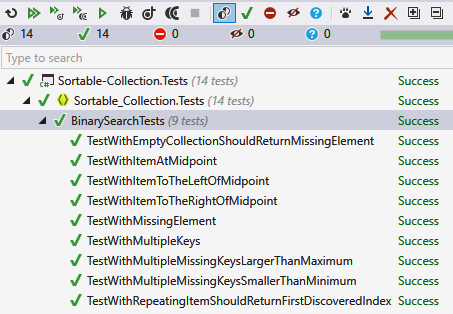 14 14 0 0 0
Type to search
Sortable-Collection.Tests (14 tests) Success
Sortable_Collection.Tests (14 tests) Success
BinarySearchTests (9 tests) Success
TestWithEmptyCollectionShouldReturnMissingElement Success
TestWithItemAtMidpoint Success
TestWithItemToTheLeftOfMidpoint Success
TestWithItemToTheRightOfMidpoint Success
TestWithMissingElement Success
TestWithMultipleKeys Success
TestWithMultipleMissingKeysLargerThanMaximum Success
TestWithMultipleMissingKeysSmallerThanMinimum Success
TestWithRepeatingItemShouldReturnFirstDiscoveredIndex Success